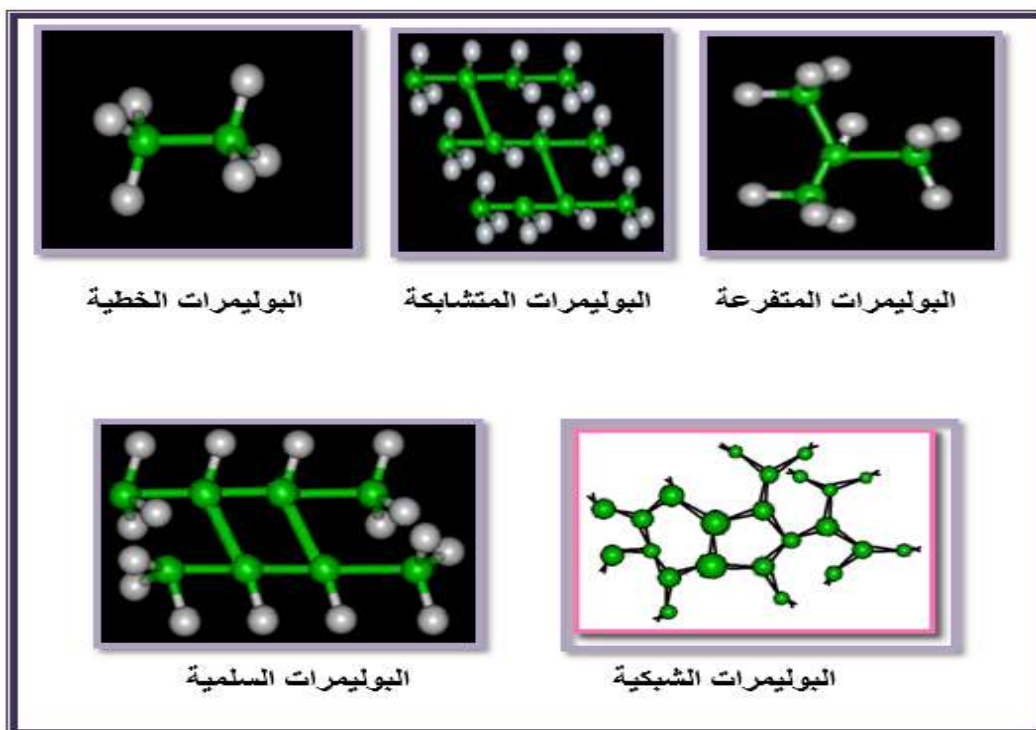 البوليمرات المتفرعة
البوليمرات المتشابكة
البوليمرات الخطية
البوليمرات الشبكية
البوليمرات السلمية